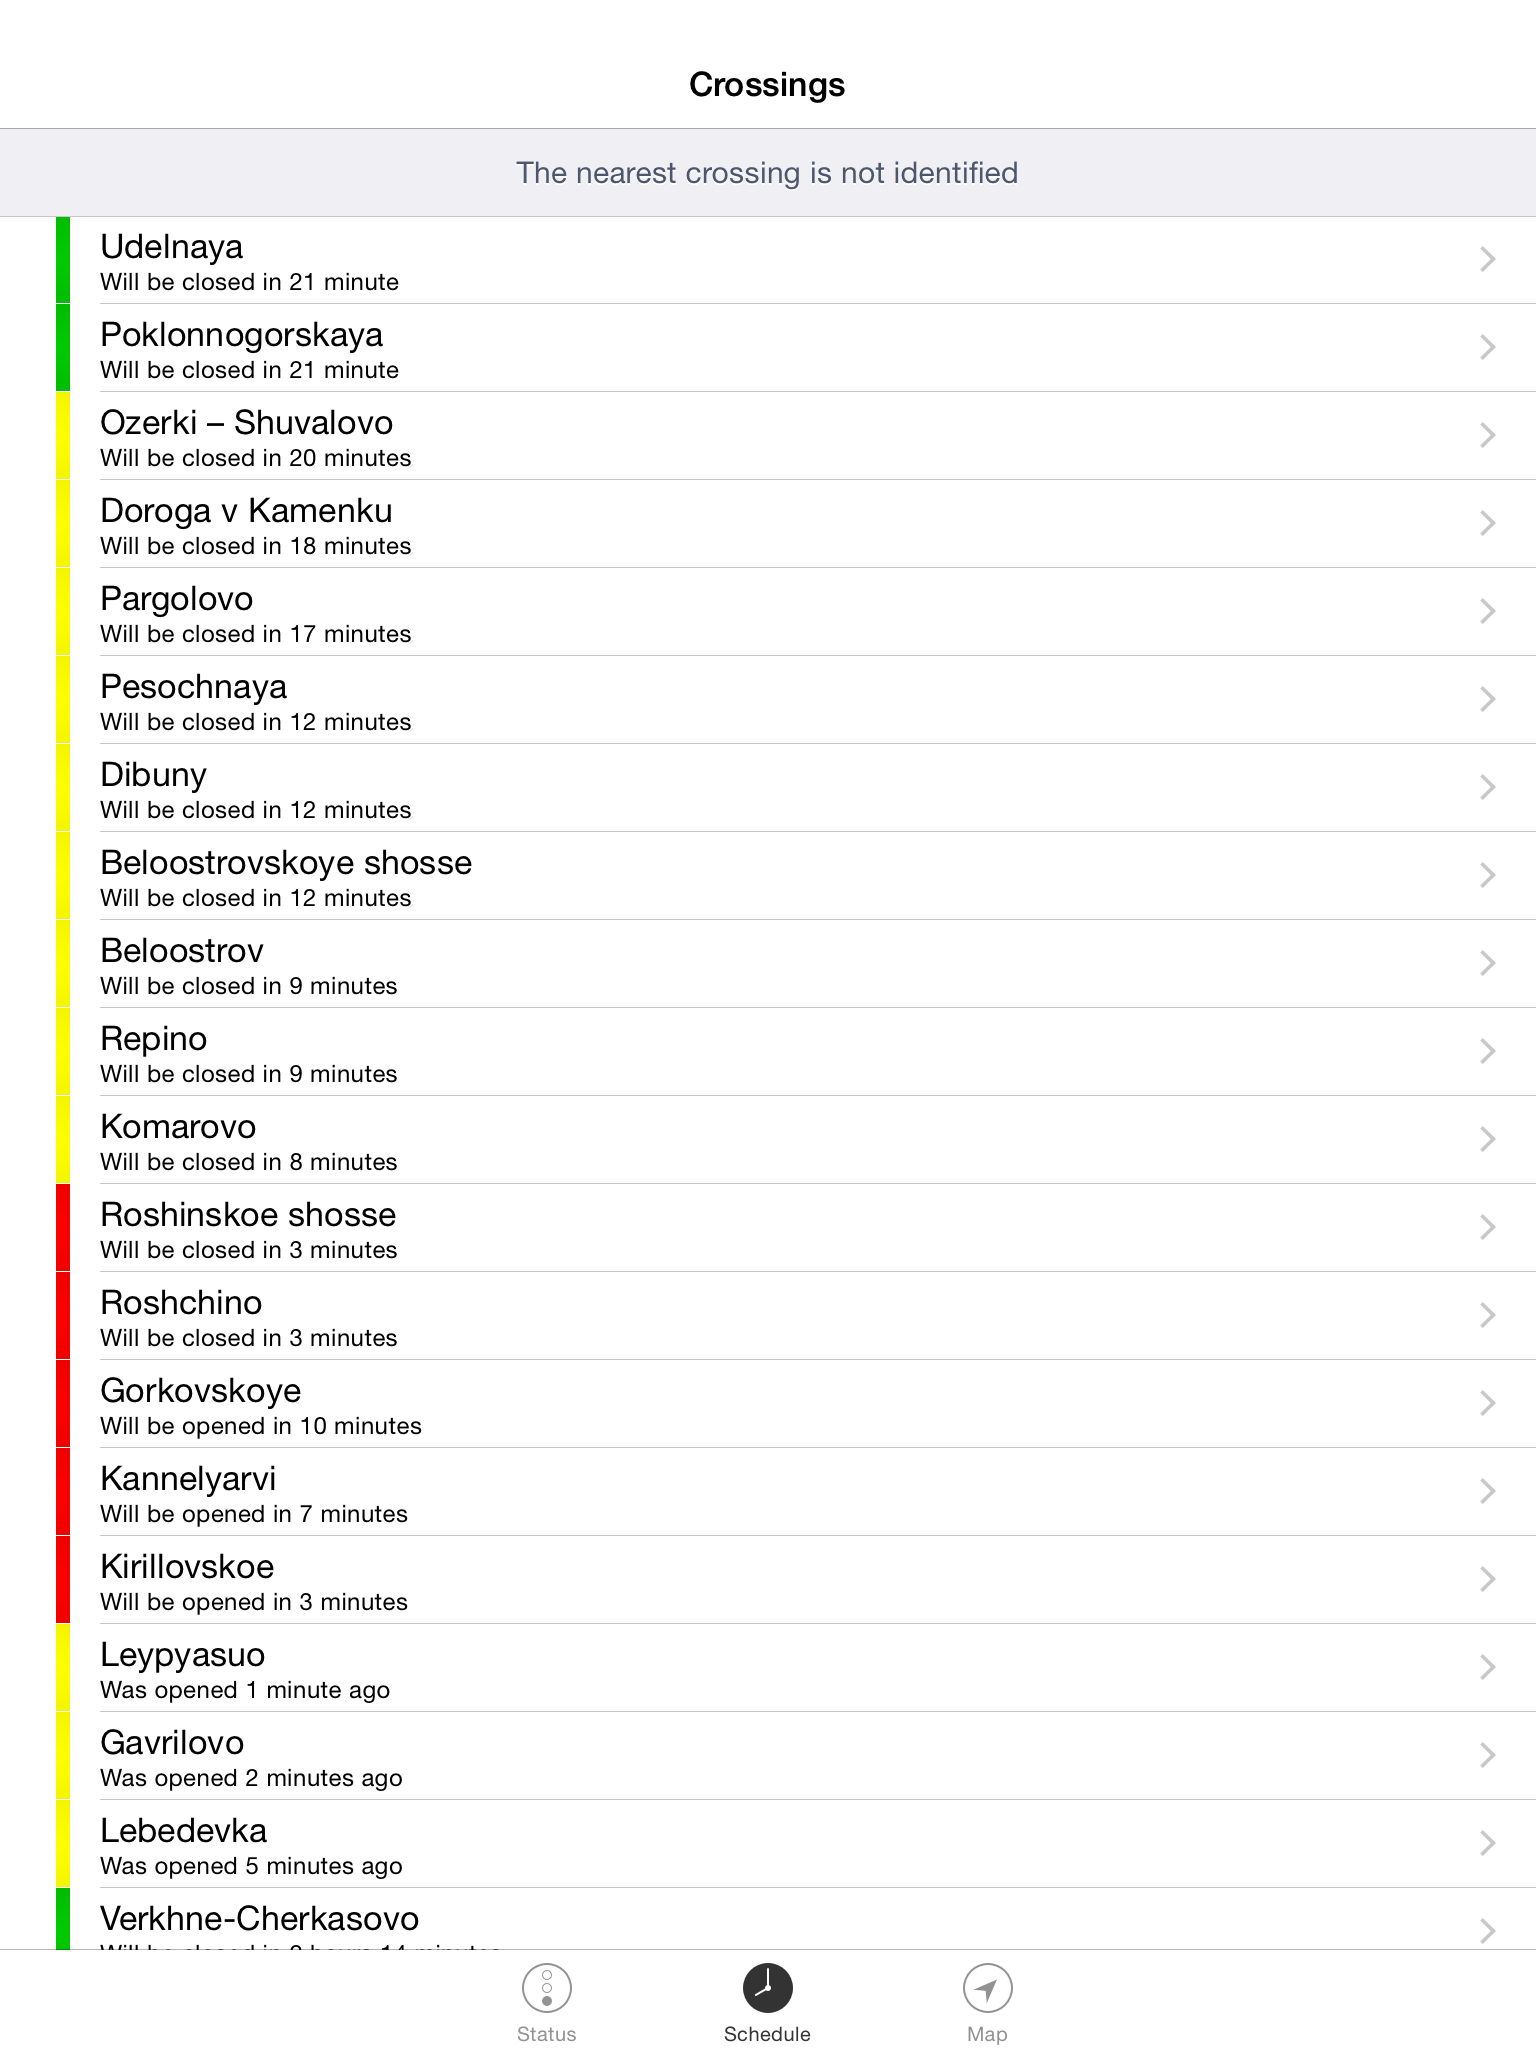 Crossings
The nearest crossing is not identified
Udelnaya
Will be closed in 21 minute
Poklonnogorskaya
Will be closed in 21 minute
Ozerki – Shuvalovo
Will be closed in 20 minutes
Doroga v Kamenku
Will be closed in 18 minutes
Pargolovo
Will be closed in 17 minutes
Pesochnaya
Will be closed in 12 minutes
Dibuny
Will be closed in 12 minutes
Beloostrovskoye shosse
Will be closed in 12 minutes
Beloostrov
Will be closed in 9 minutes
Repino
Will be closed in 9 minutes
Komarovo
Will be closed in 8 minutes
Roshinskoe shosse
Will be closed in 3 minutes
Roshchino
Will be closed in 3 minutes
Gorkovskoye
Will be opened in 10 minutes
Kannelyarvi
Will be opened in 7 minutes
Kirillovskoe
Will be opened in 3 minutes
Leypyasuo
Was opened 1 minute ago
Gavrilovo
Was opened 2 minutes ago
Lebedevka
Was opened 5 minutes ago
Verkhne-Cherkasovo
Will be closed in hours 14 minutes
Status
Schedule
Map